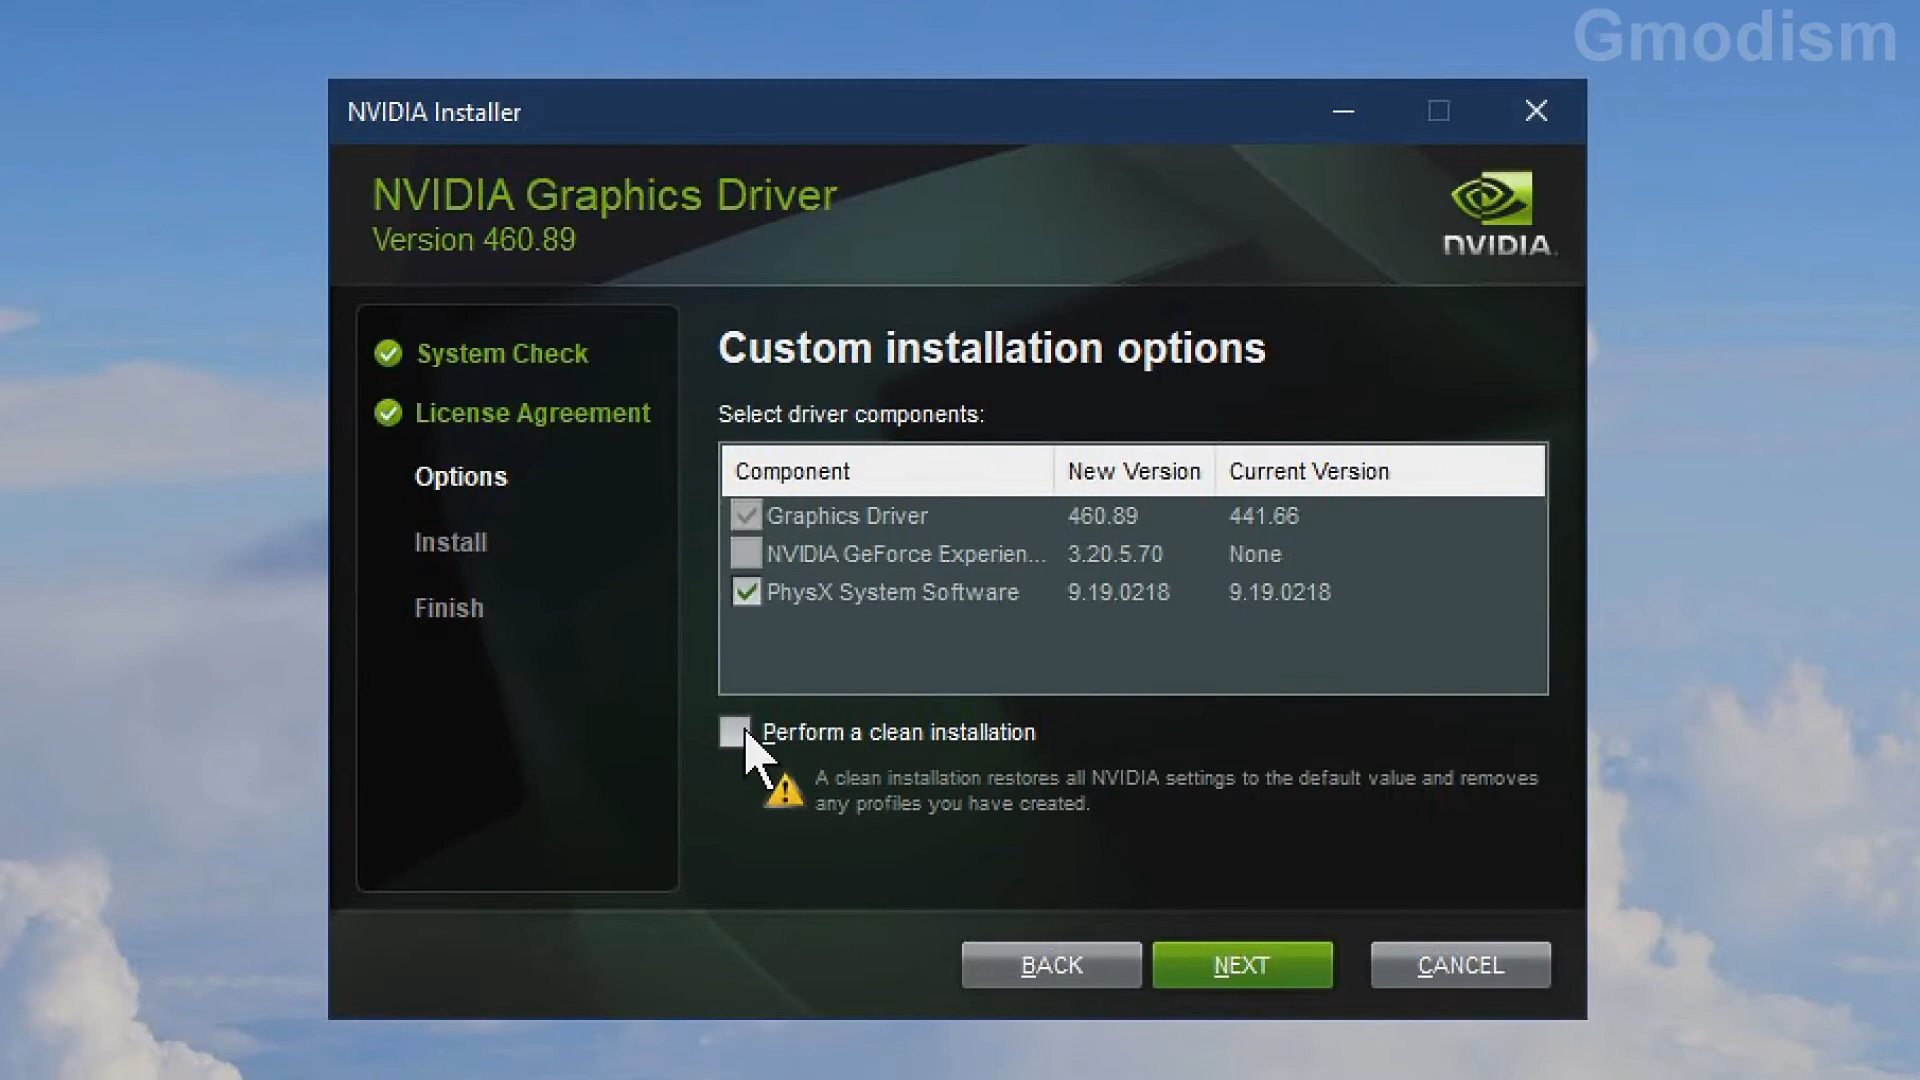 Gmodism
NVIDIA Installer
NVIDIA Graphics Driver
Version 460.89
NVIDIA.
System Check
License Agreement
Options
Install
Finish
Custom installation options
Select driver components:
Component New Version Current Version
Graphics Driver 460.89 441.66
NVIDIA GeForce Experien... 3.20.5.70 None
PhysX System Software 9.19.0218 9.19.0218
Perform a clean installation
A clean installation restores all NVIDIA settings to the default value and removes
any profiles you have created.
BACK NEXT CANCEL